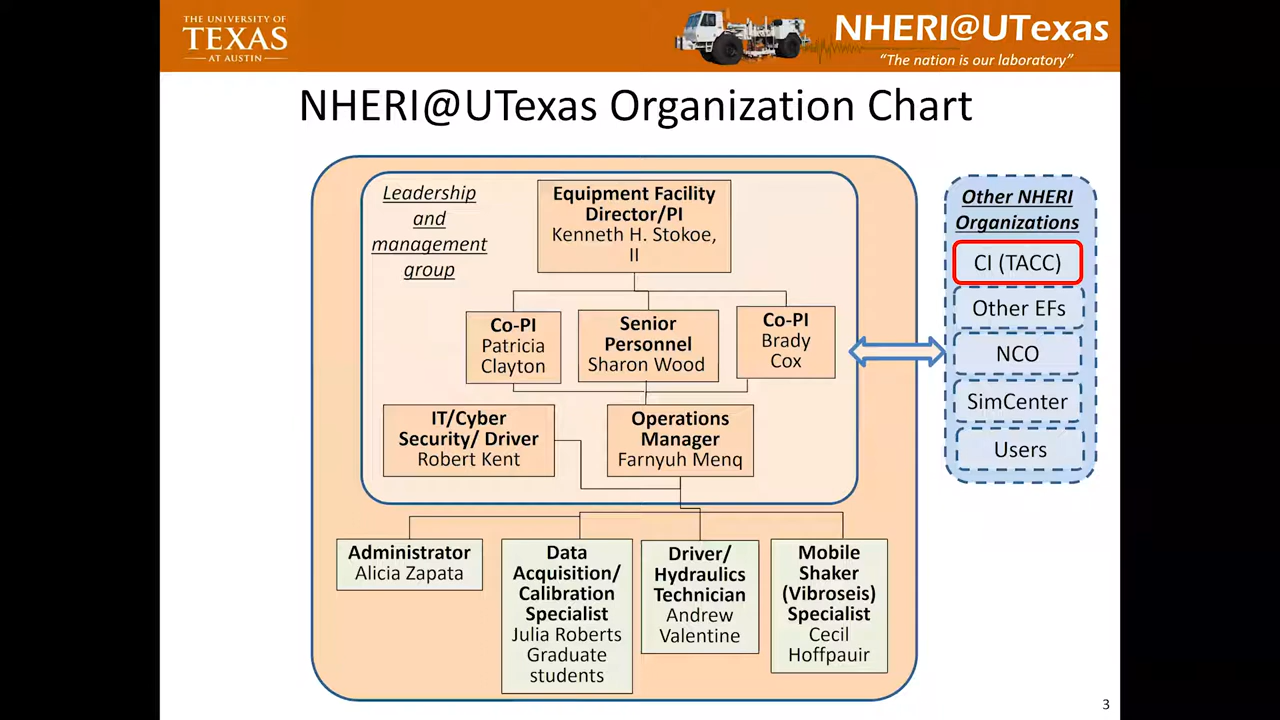 THE UNIVERSITY OF
TEXAS
AT AUSTIN
NHERI@UTexas
“The nation is our laboratory”
NHERI@UTexas Organization Chart
Leadership
and
management
group
Equipment Facility
Director/PI
Kenneth H. Stokoe,
II
Co-PI
Patricia
Clayton
Senior
Personnel
Sharon Wood
Co-PI
Brady
Cox
IT/Cyber
Security/ Driver
Robert Kent
Operations
Manager
Farnyuh Menq
Administrator
Alicia Zapata
Data
Acquisition/
Calibration
Specialist
Julia Roberts
Graduate
students
Driver/
Hydraulics
Technician
Andrew
Valentine
Mobile
Shaker
(Vibroseis)
Specialist
Cecil
Hoffpauir
Other NHERI
Organizations
CI (TACC)
Other EFs
NCO
SimCenter
Users
3